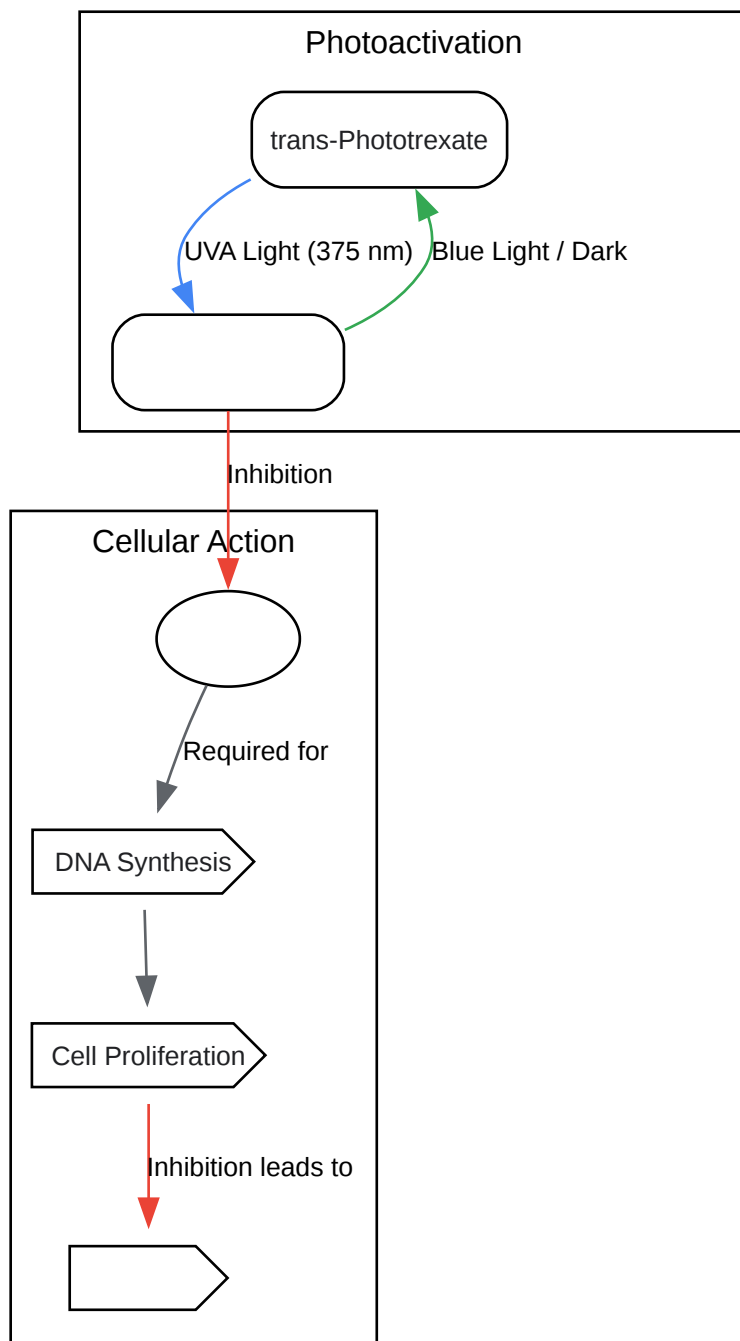 Photoactivation
trans-Phototrexate
UVA Light (375 nm)
Blue Light / Dark
Inhibition
Cellular Action
Required for
DNA Synthesis
Cell Proliferation
Inhibition leads to